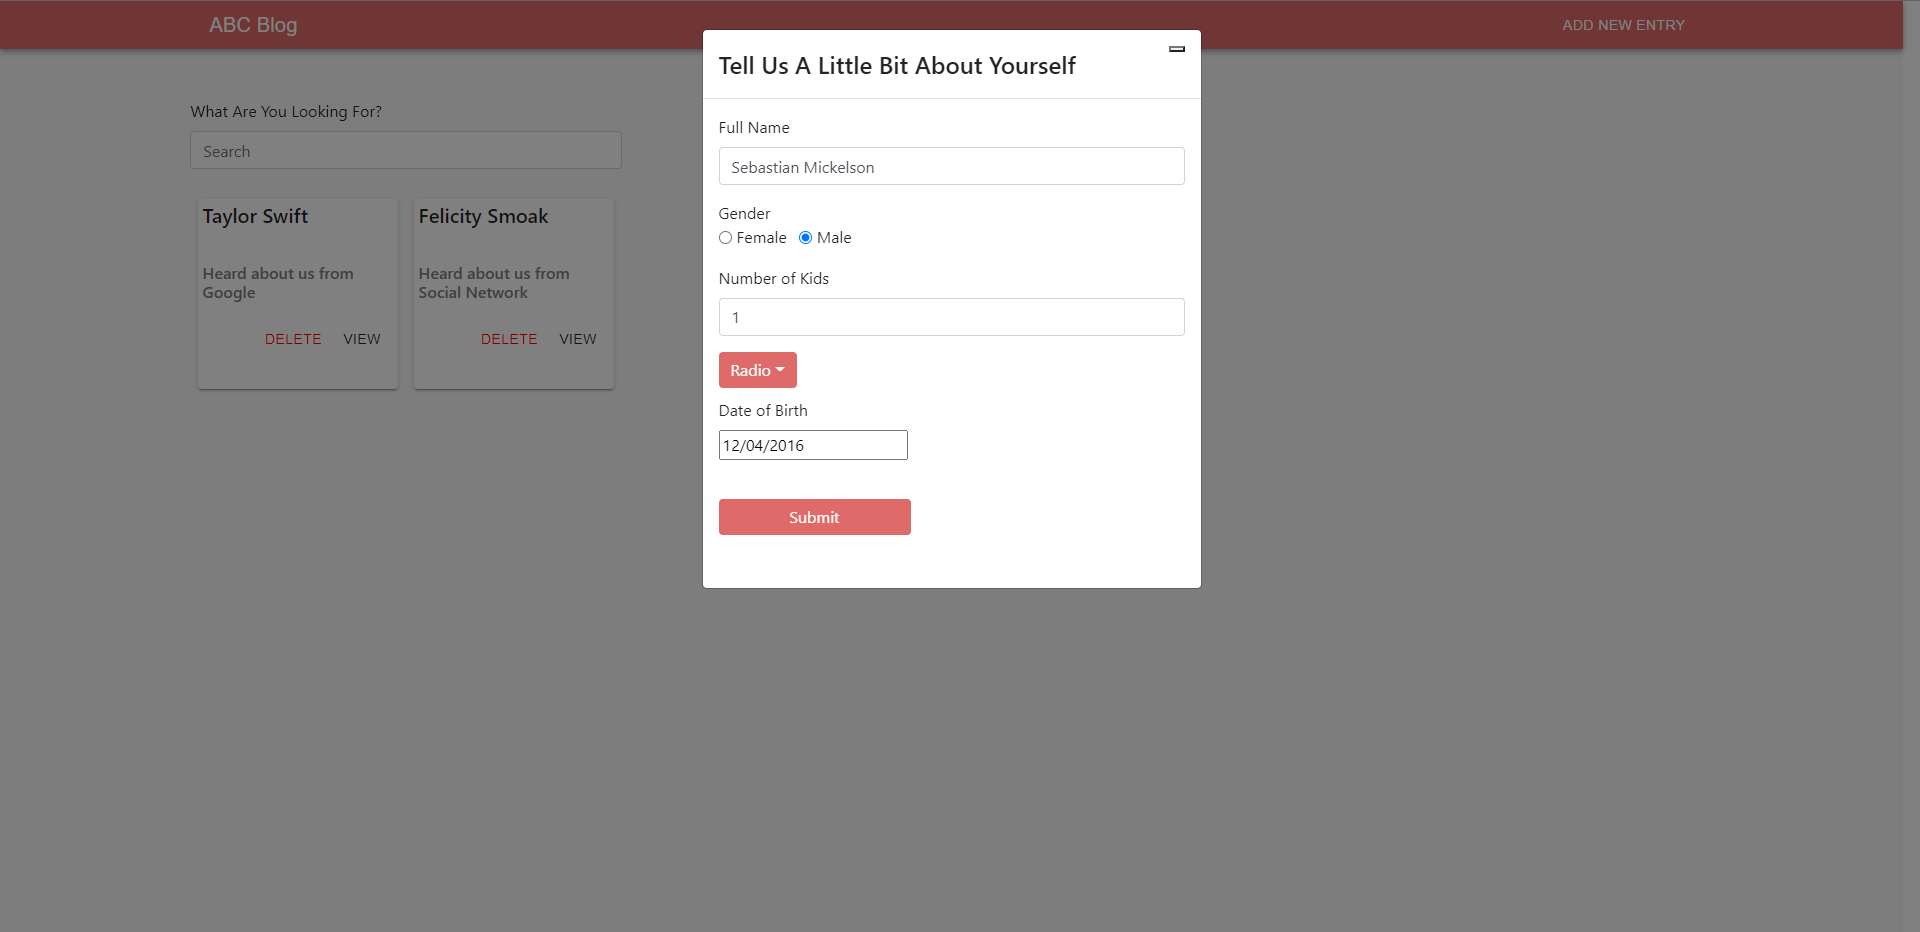 ABC Blog
ADD NEW ENTRY
What Are You Looking For?
Search
Taylor Swift
Heard about us from
Google
DELETE VIEW
Felicity Smoak
Heard about us from
Social Network
DELETE VIEW
Tell Us A Little Bit About Yourself
Full Name
Sebastian Mickelson
Gender
Female Male
Number of Kids
1
Radio
Date of Birth
12/04/2016
Submit